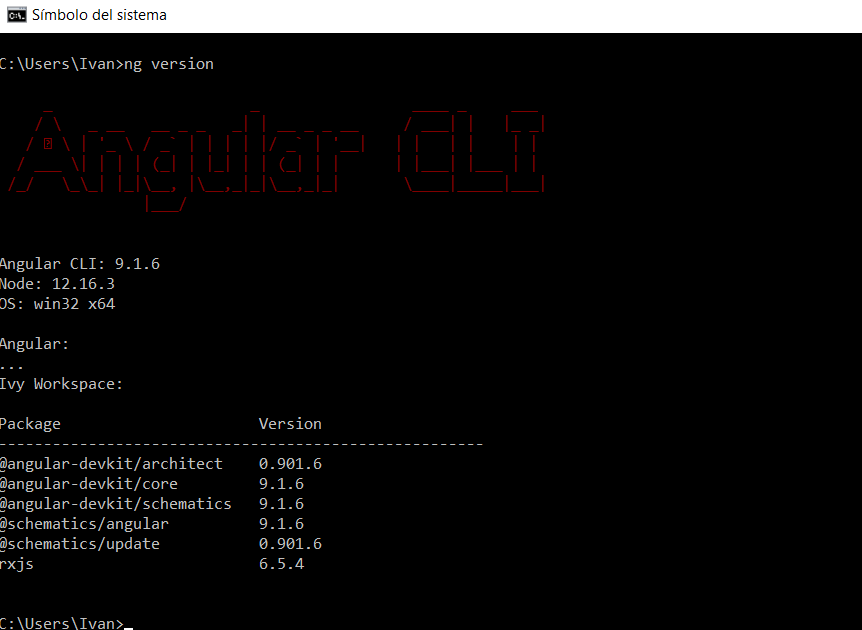 Símbolo del sistema
C:\Users\Ivan>ng version
Angular CLI
Angular CLI: 9.1.6
Node: 12.16.3
OS: win32 x64
Angular:
...
Ivy Workspace:
Package Version
------------------------------------------------------
@angular-devkit/architect 0.901.6
@angular-devkit/core 9.1.6
@angular-devkit/schematics 9.1.6
@schematics/angular 9.1.6
@schematics/update 0.901.6
rxjs 6.5.4
C:\Users\Ivan>_